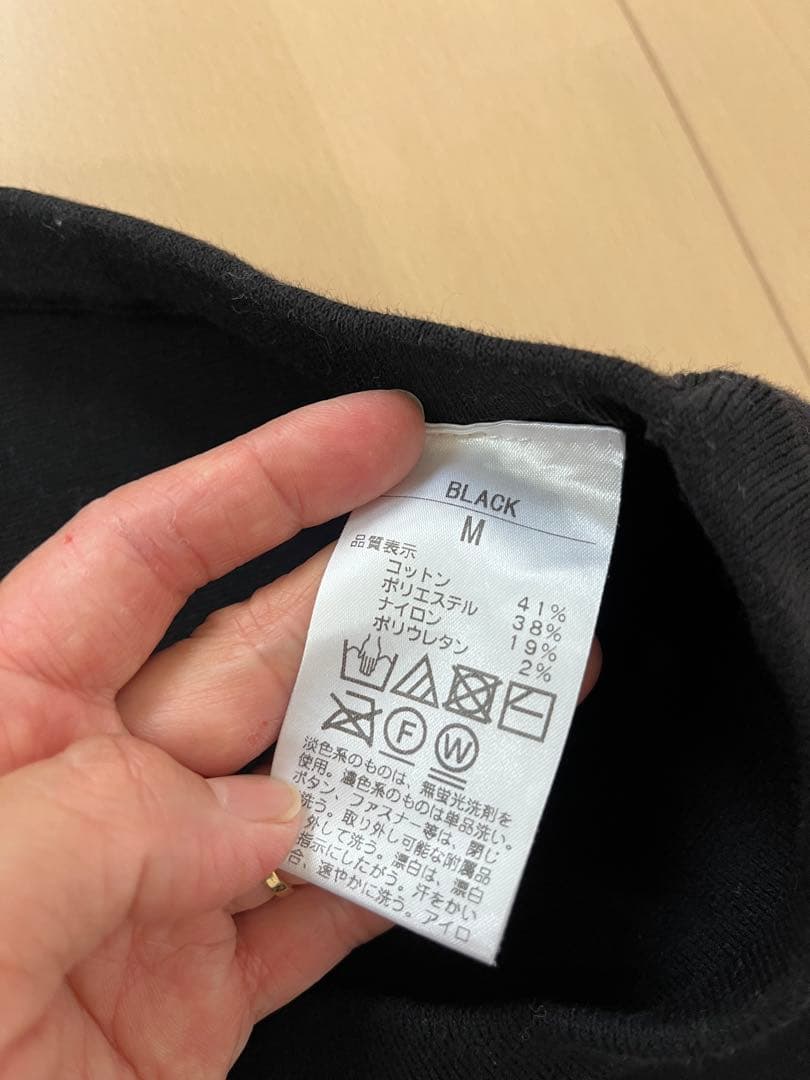 BLACK
M
品質表示
コットン 41%
ポリエステル 38%
ナイロン 19%
ポリウレタン 2%
F W
淡色系のものは、無蛍光洗剤を
使用。濃色系のものは単品洗い。
ボタン、ファスナー等は、閉じ
洗う。取り外し可能な附属品
外して洗う。漂白は、漂白
指示にしたがう。汗をかい
合、速やかに洗う。アイロ